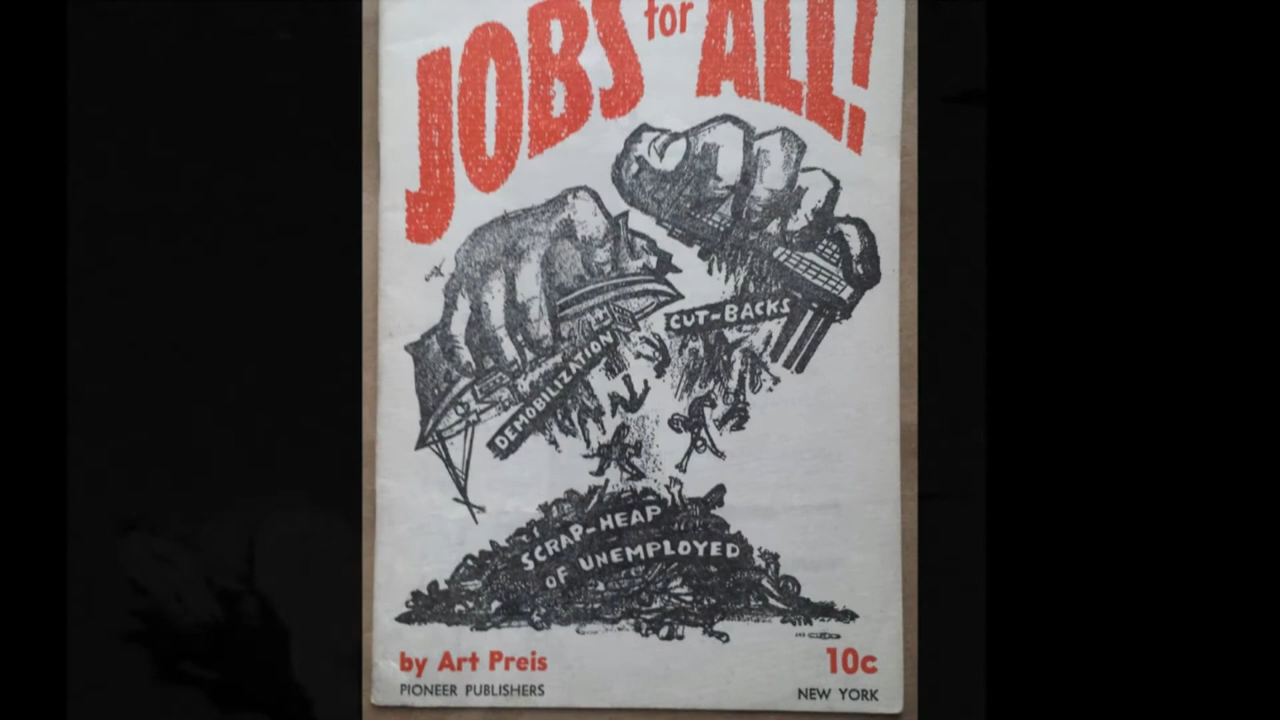 JOBS for ALL!
CUT-BACKS
DEMOBILIZATION
SCRAP-HEAP
OF UNEMPLOYED
by Art Preis
10c
PIONEER PUBLISHERS
NEW YORK